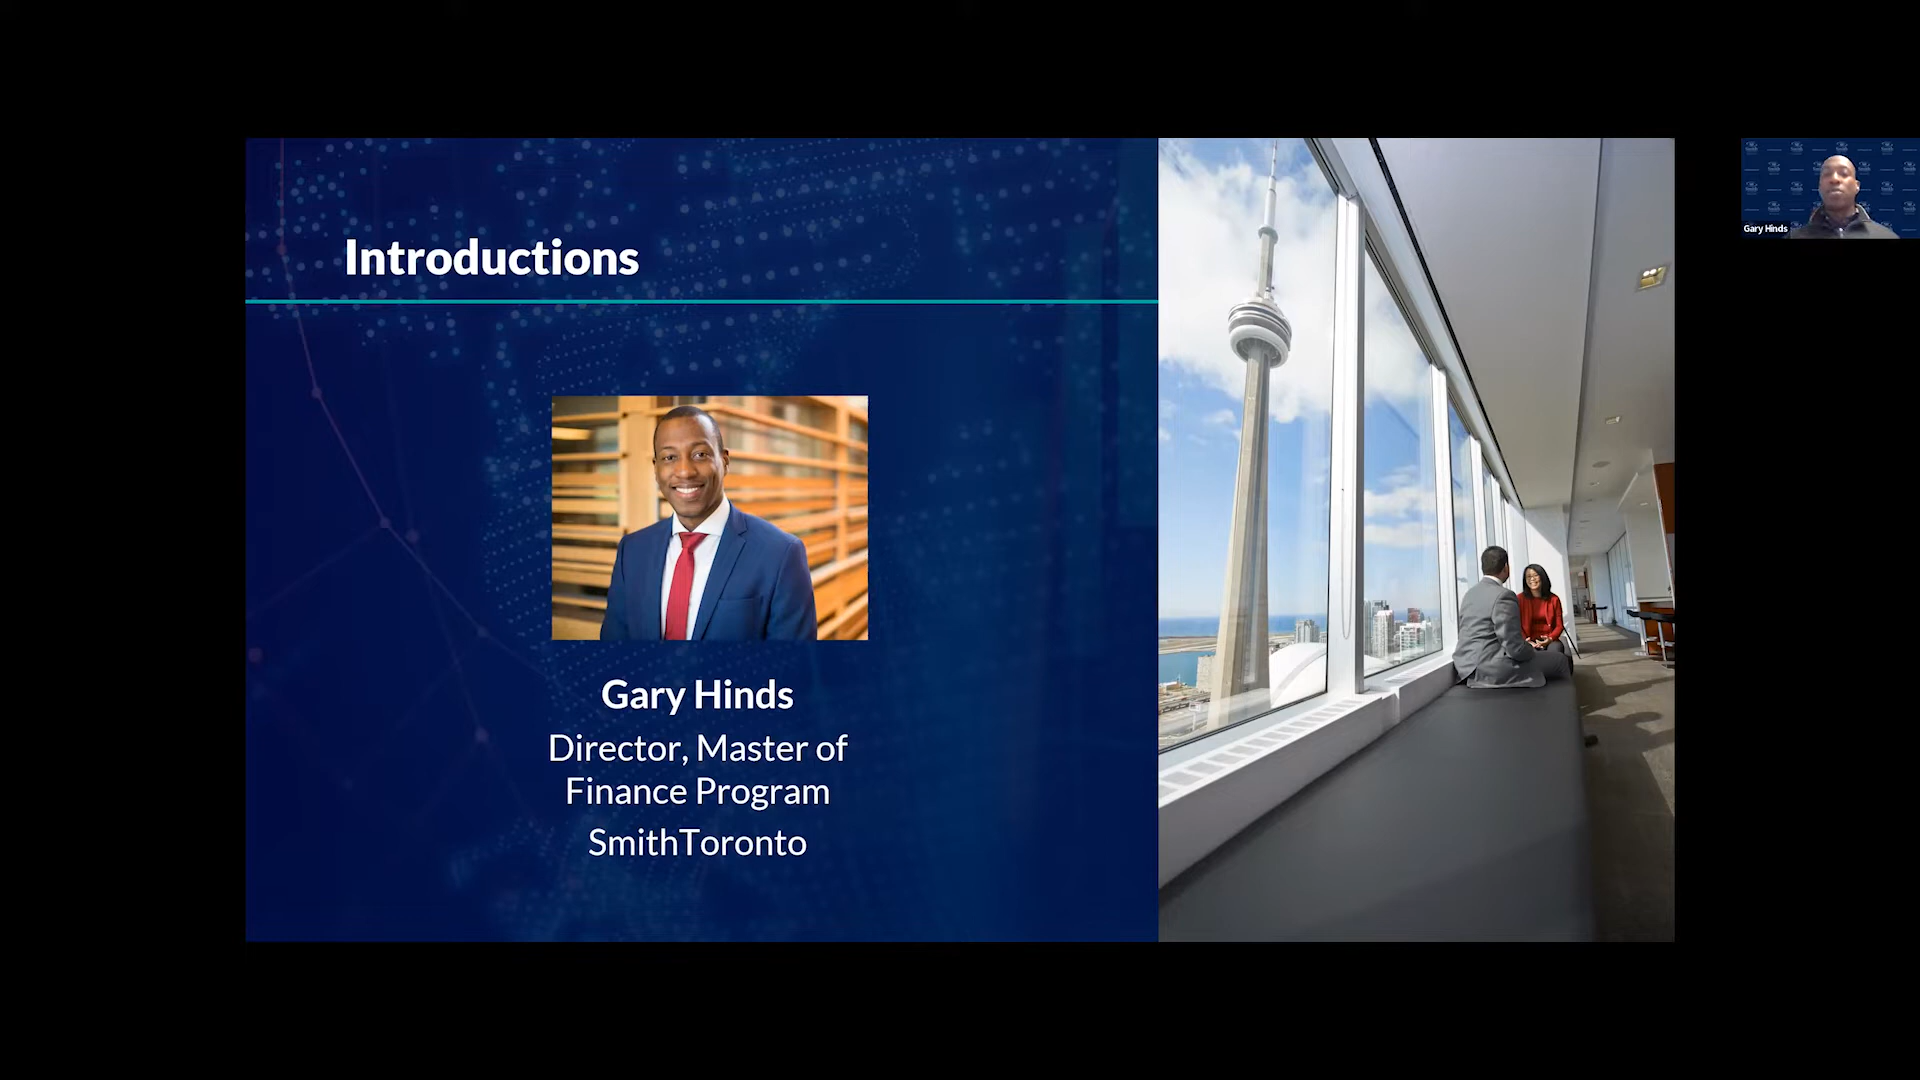 Introductions
Gary Hinds
Director, Master of
Finance Program
SmithToronto
Gary Hinds